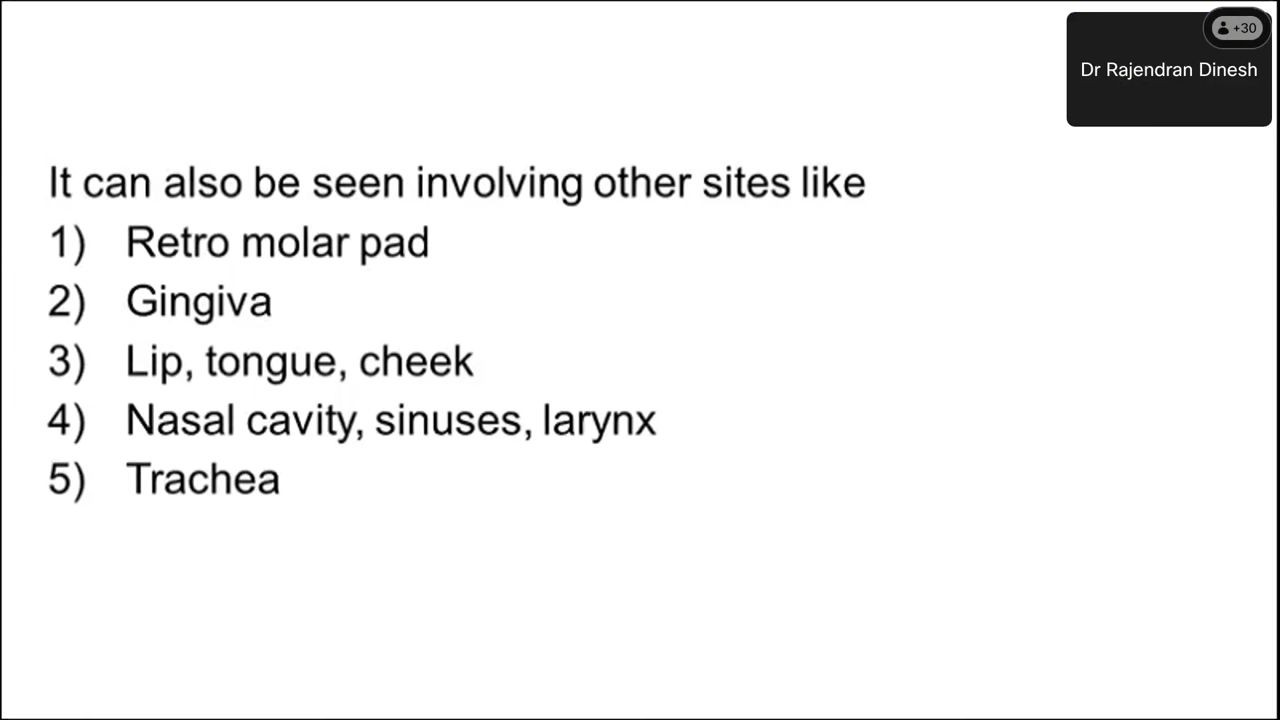 +30
Dr Rajendran Dinesh
It can also be seen involving other sites like
1) Retro molar pad
2) Gingiva
3) Lip, tongue, cheek
4) Nasal cavity, sinuses, larynx
5) Trachea